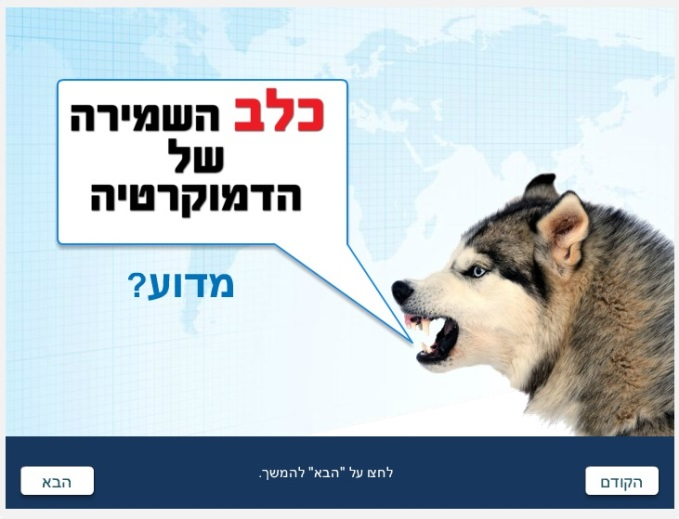 כלב השמירה
של
הדמוקרטיה
מדוע?
לחצו על "הבא" להמשך.
הקודם
הבא